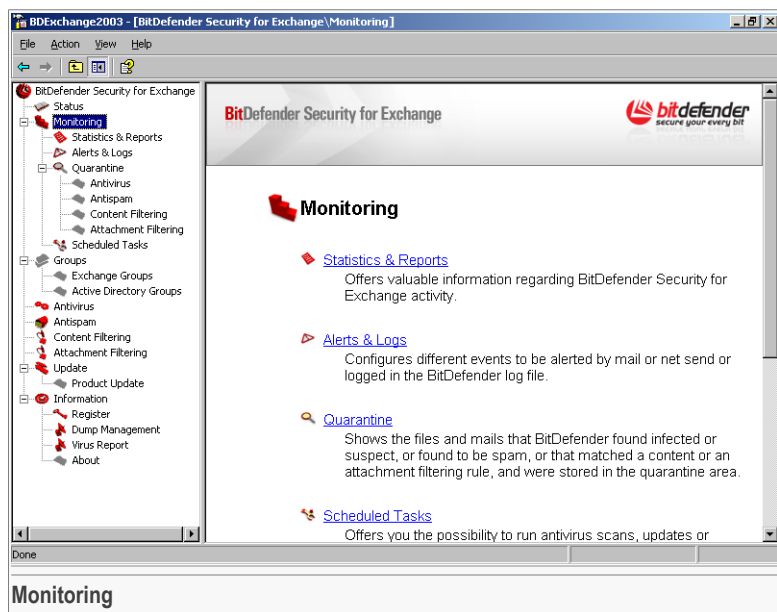 BDExchange2003 - [BitDefender Security for Exchange\Monitoring]
File Action View Help
BitDefender Security for Exchange
Status
Monitoring
Statistics & Reports
Alerts & Logs
Quarantine
Antivirus
Antispam
Content Filtering
Attachment Filtering
Scheduled Tasks
Groups
Exchange Groups
Active Directory Groups
Antivirus
Antispam
Content Filtering
Attachment Filtering
Update
Product Update
Information
Register
Dump Management
Virus Report
About
BitDefender Security for Exchange
bitdefender
secure your every bit
Monitoring
Statistics & Reports
Offers valuable information regarding BitDefender Security for
Exchange activity.
Alerts & Logs
Configures different events to be alerted by mail or net send or
logged in the BitDefender log file.
Quarantine
Shows the files and mails that BitDefender found infected or
suspect, or found to be spam, or that matched a content or an
attachment filtering rule, and were stored in the quarantine area.
Scheduled Tasks
Offers you the possibility to run antivirus scans, updates or
Done
Monitoring